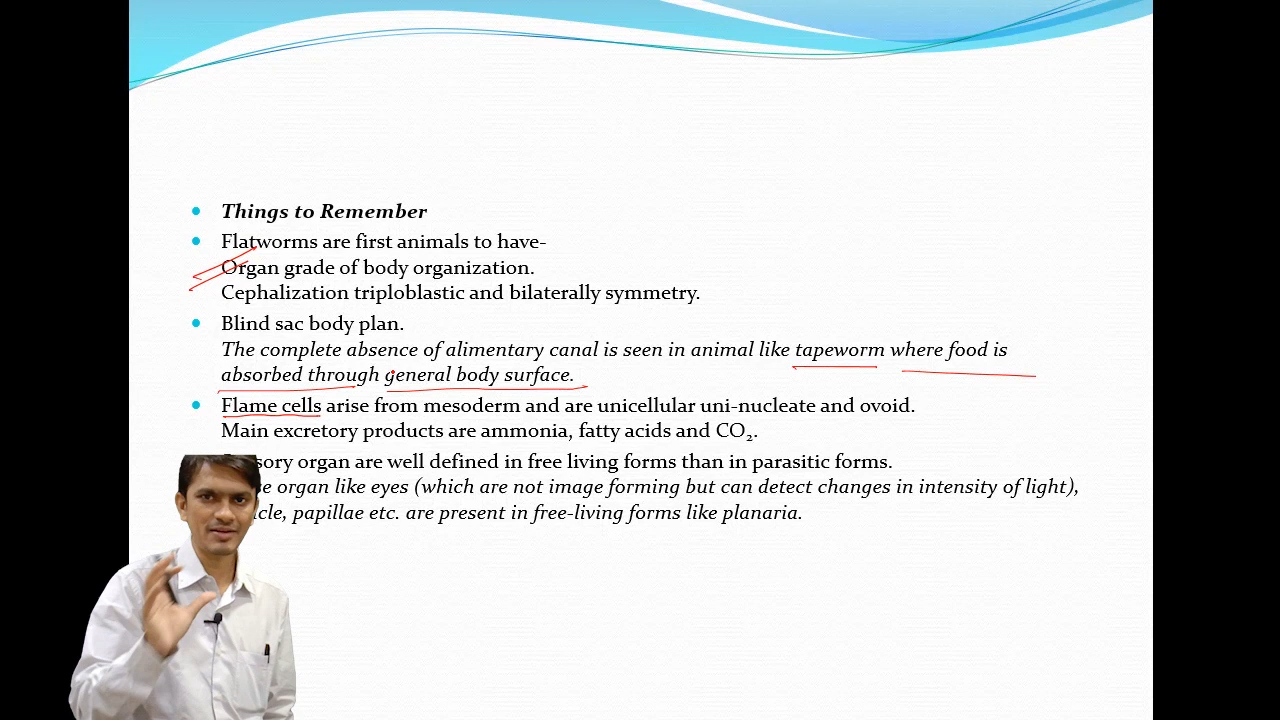 Things to Remember
Flatworms are first animals to have-
Organ grade of body organization.
Cephalization triploblastic and bilaterally symmetry.
Blind sac body plan.
The complete absence of alimentary canal is seen in animal like tapeworm where food is
absorbed through general body surface.
Flame cells arise from mesoderm and are unicellular uni-nucleate and ovoid.
Main excretory products are ammonia, fatty acids and CO₂.
organ are well defined in free living forms than in parasitic forms.
organ like eyes (which are not image forming but can detect changes in intensity of light),
papillae etc. are present in free-living forms like planaria.